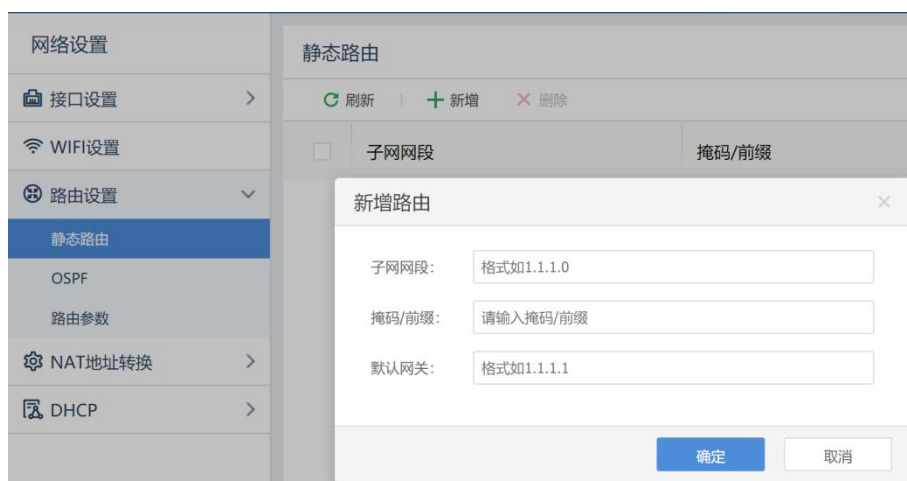 网络设置
接口设置
WIFI设置
路由设置
静态路由
OSPF
路由参数
NAT地址转换
DHCP
静态路由
刷新 新增 删除
子网网段 掩码/前缀
新增路由
子网网段: 格式如1.1.1.0
掩码/前缀: 请输入掩码/前缀
默认网关: 格式如1.1.1.1
确定 取消